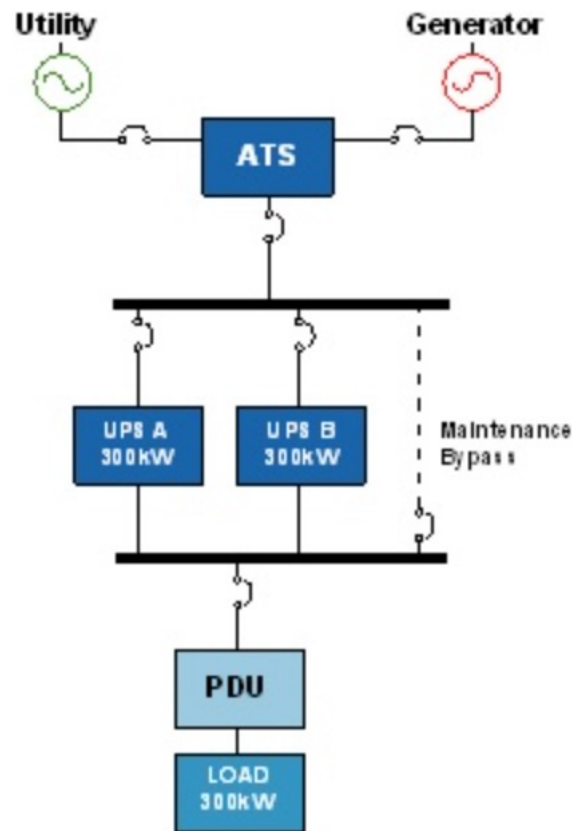 Utility
Generator
ATS
UPS A
300kW
UPS B
300kW
Maintenance
Bypass
PDU
LOAD
300kW